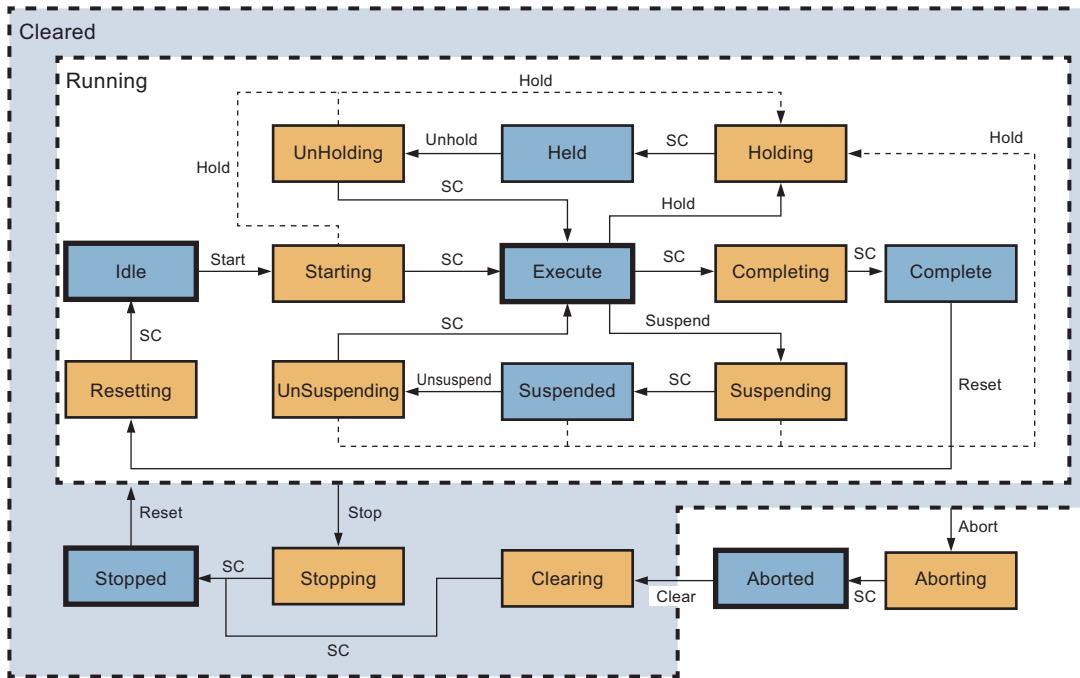 Cleared
Running
Hold
UnHolding
Unhold
Held
SC
Holding
Hold
Hold
SC
Hold
Idle
Start
Starting
SC
Execute
SC
Completing
SC
Complete
SC
SC
Suspend
Resetting
UnSuspending
Unsuspend
Suspended
SC
Suspending
Reset
Reset
Stop
Abort
Stopped
SC
Stopping
Clearing
Clear
Aborted
SC
Aborting
SC